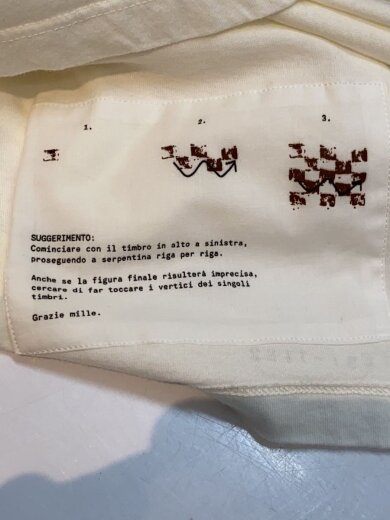 1.
2.
3.
SUGGERIMENTO:
Cominciare con il timbro in alto a sinistra,
proseguendo a serpentina riga per riga.
Anche se la figura finale risulterà imprecisa,
cercare di far toccare i vertici dei singoli
timbri.
Grazie mille.